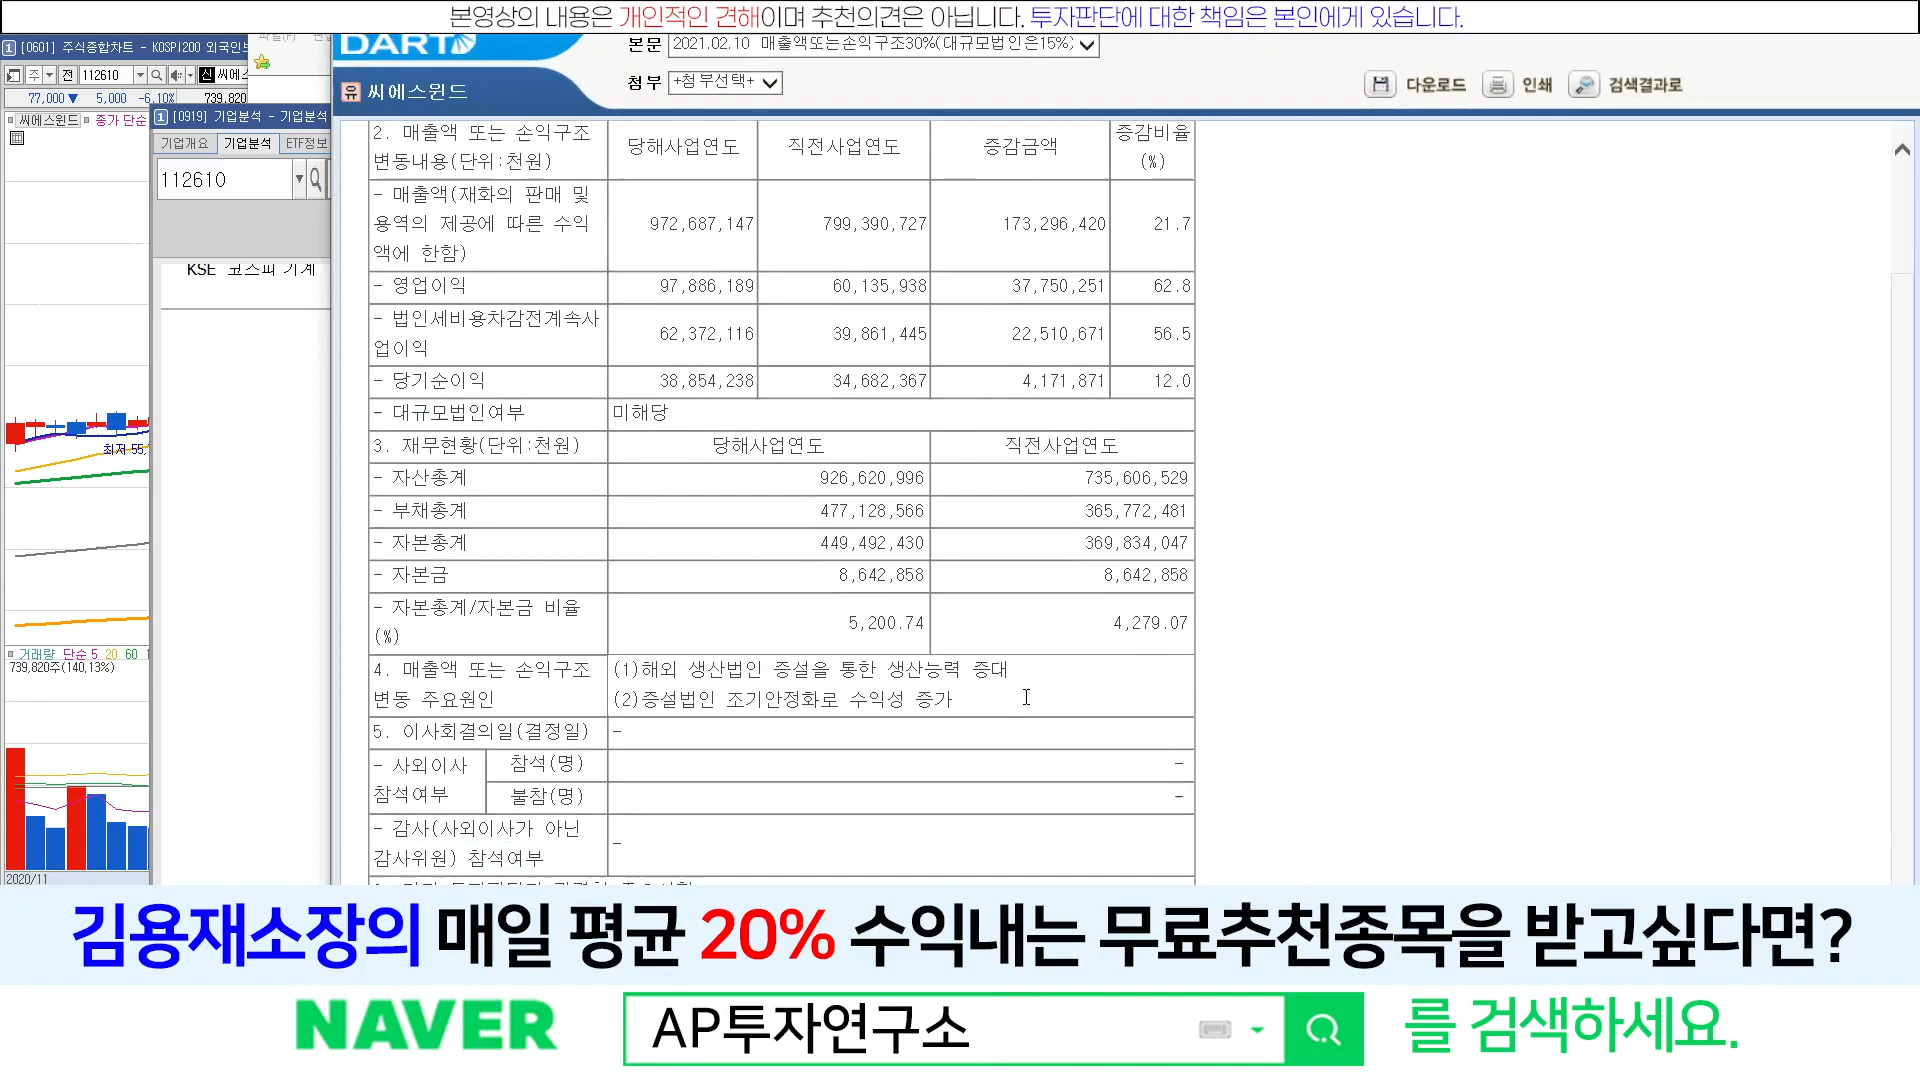 본영상의 내용은 개인적인 견해이며 추천의견은 아닙니다. 투자판단에 대한 책임은 본인에게 있습니다.
1 [0601] 주식종합차트 - KOSPI200 외국인보
주 전 112610 신 씨에스
77,000 ▼ 5,000 -6.10% 739,820
씨에스윈드 종가 단순
최저 55,
거래량 단순 5 20 60
739,820주(140,13%)
2020/11
1 [0919] 기업분석 - 기업분석
기업개요 기업분석 ETF정보
112610
KSE 코스피 기계
DART
본문 2021.02.10 매출액또는손익구조30%(대규모법인은15%)
유 씨에스윈드
첨부 +첨부선택+
다운로드 인쇄 검색결과로
2. 매출액 또는 손익구조 변동내용(단위:천원) 당해사업연도 직전사업연도 증감금액 증감비율(%)
- 매출액(재화의 판매 및 용역의 제공에 따른 수익액에 한함) 972,687,147 799,390,727 173,296,420 21.7
- 영업이익 97,886,189 60,135,938 37,750,251 62.8
- 법인세비용차감전계속사업이익 62,372,116 39,861,445 22,510,671 56.5
- 당기순이익 38,854,238 34,682,367 4,171,871 12.0
- 대규모법인여부 미해당
3. 재무현황(단위:천원) 당해사업연도 직전사업연도
- 자산총계 926,620,996 735,606,529
- 부채총계 477,128,566 365,772,481
- 자본총계 449,492,430 369,834,047
- 자본금 8,642,858 8,642,858
- 자본총계/자본금 비율(%) 5,200.74 4,279.07
4. 매출액 또는 손익구조 변동 주요원인 (1)해외 생산법인 증설을 통한 생산능력 증대
(2)증설법인 조기안정화로 수익성 증가
5. 이사회결의일(결정일) -
- 사외이사 참석여부 참석(명) -
불참(명) -
- 감사(사외이사가 아닌 감사위원) 참석여부 -
김용재소장의 매일 평균 20% 수익내는 무료추천종목을 받고싶다면?
NAVER AP투자연구소 를 검색하세요.